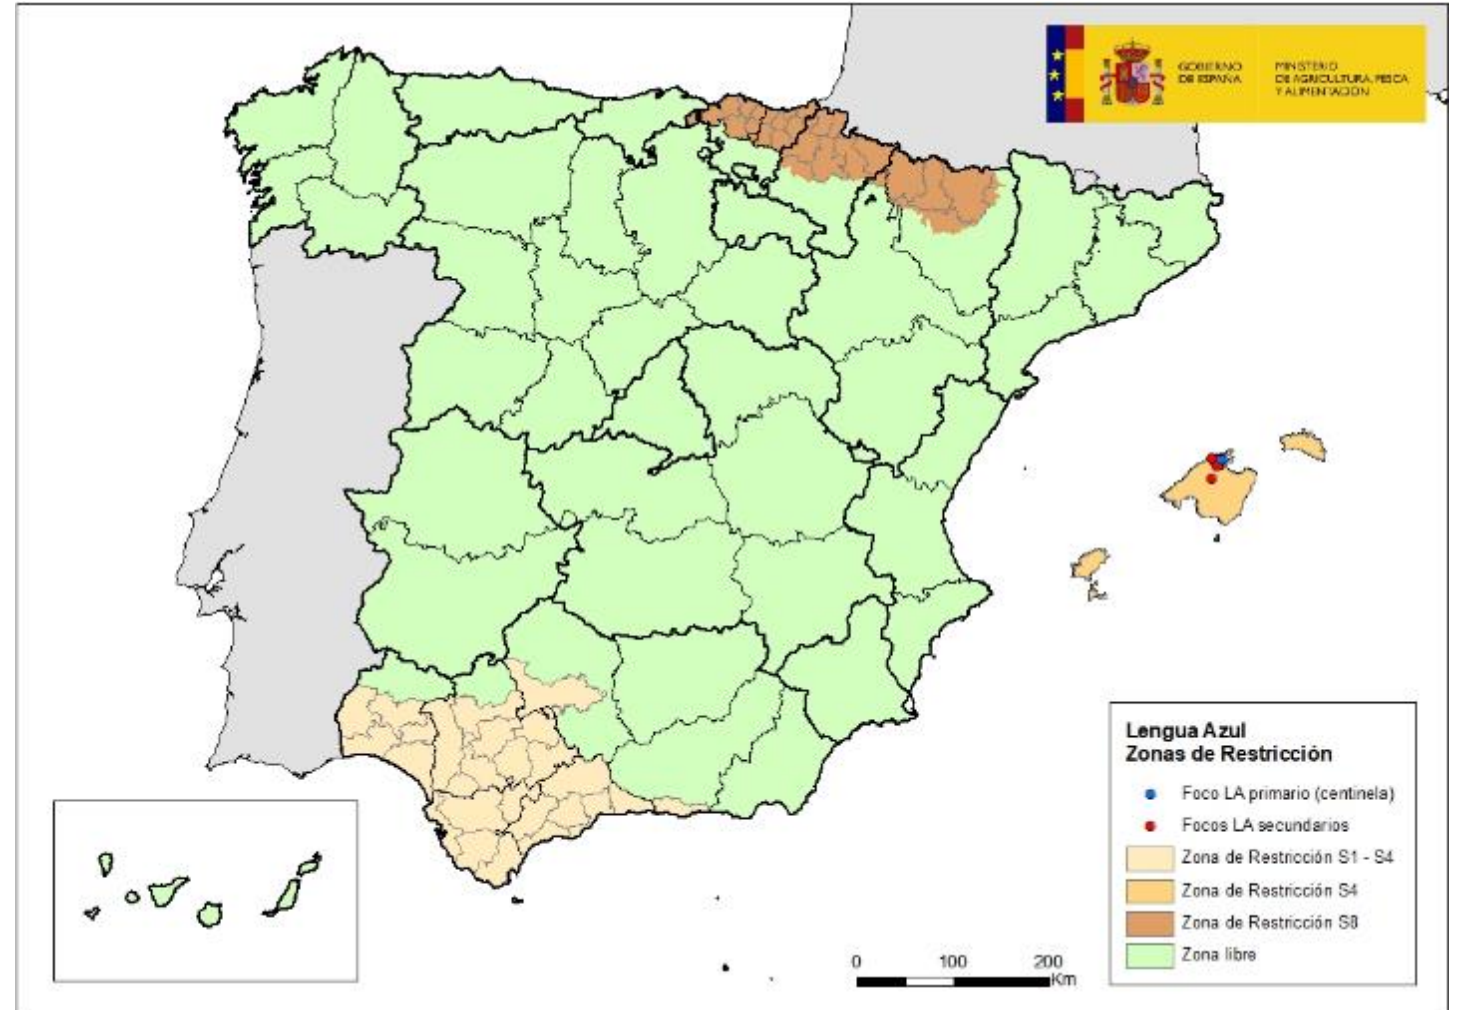 GOBIERNO
DE ESPAÑA
MINISTERIO
DE AGRICULTURA, PESCA
Y ALIMENTACIÓN
Lengua Azul
Zonas de Restricción
Foco LA primario (centinela)
Focos LA secundarios
Zona de Restricción S1 - S4
Zona de Restricción S4
Zona de Restricción S8
Zona libre
0 100 200
Km